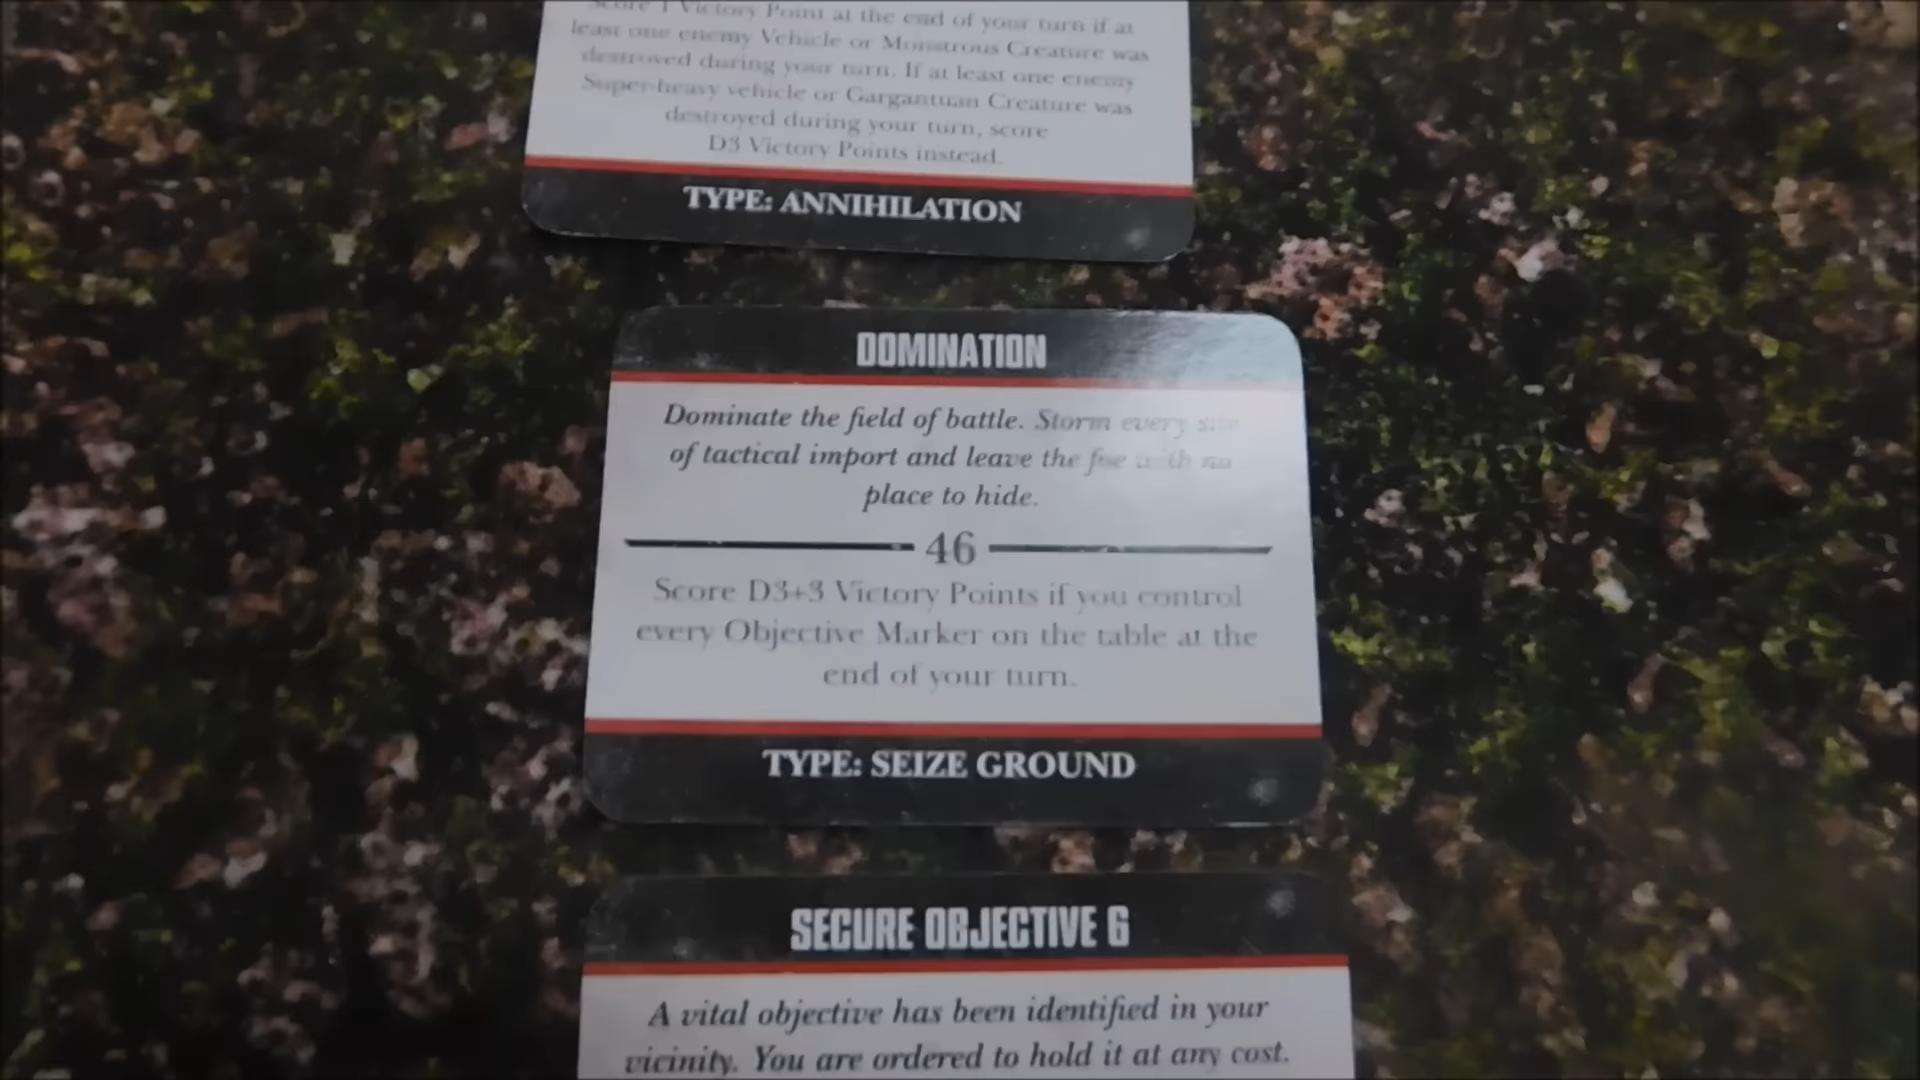 Score 1 Victory Point at the end of your turn if at
least one enemy Vehicle or Monstrous Creature was
destroyed during your turn. If at least one enemy
Super-heavy vehicle or Gargantuan Creature was
destroyed during your turn, score
D3 Victory Points instead.
TYPE: ANNIHILATION
DOMINATION
Dominate the field of battle. Storm every site
of tactical import and leave the foe with no
place to hide.
46
Score D3+3 Victory Points if you control
every Objective Marker on the table at the
end of your turn.
TYPE: SEIZE GROUND
SECURE OBJECTIVE 6
A vital objective has been identified in your
vicinity. You are ordered to hold it at any cost.